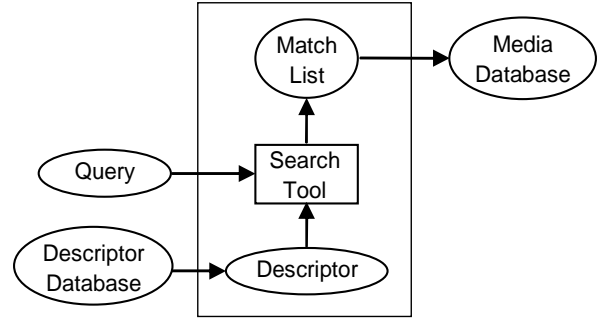 Match
List
Media
Database
Query
Search
Tool
Descriptor
Database
Descriptor